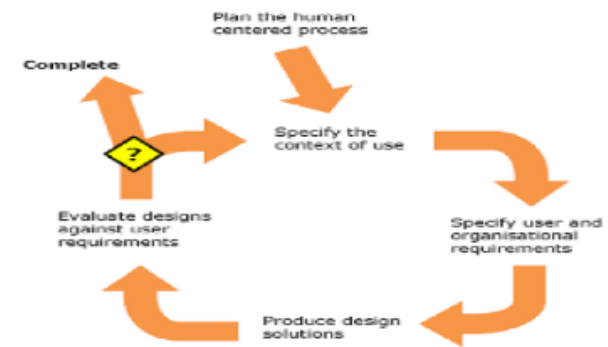 Plan the human
centered process
Complete
Specify the
context of use
?
Evaluate designs
against user
requirements
Specify user and
organisational
requirements
Produce design
solutions